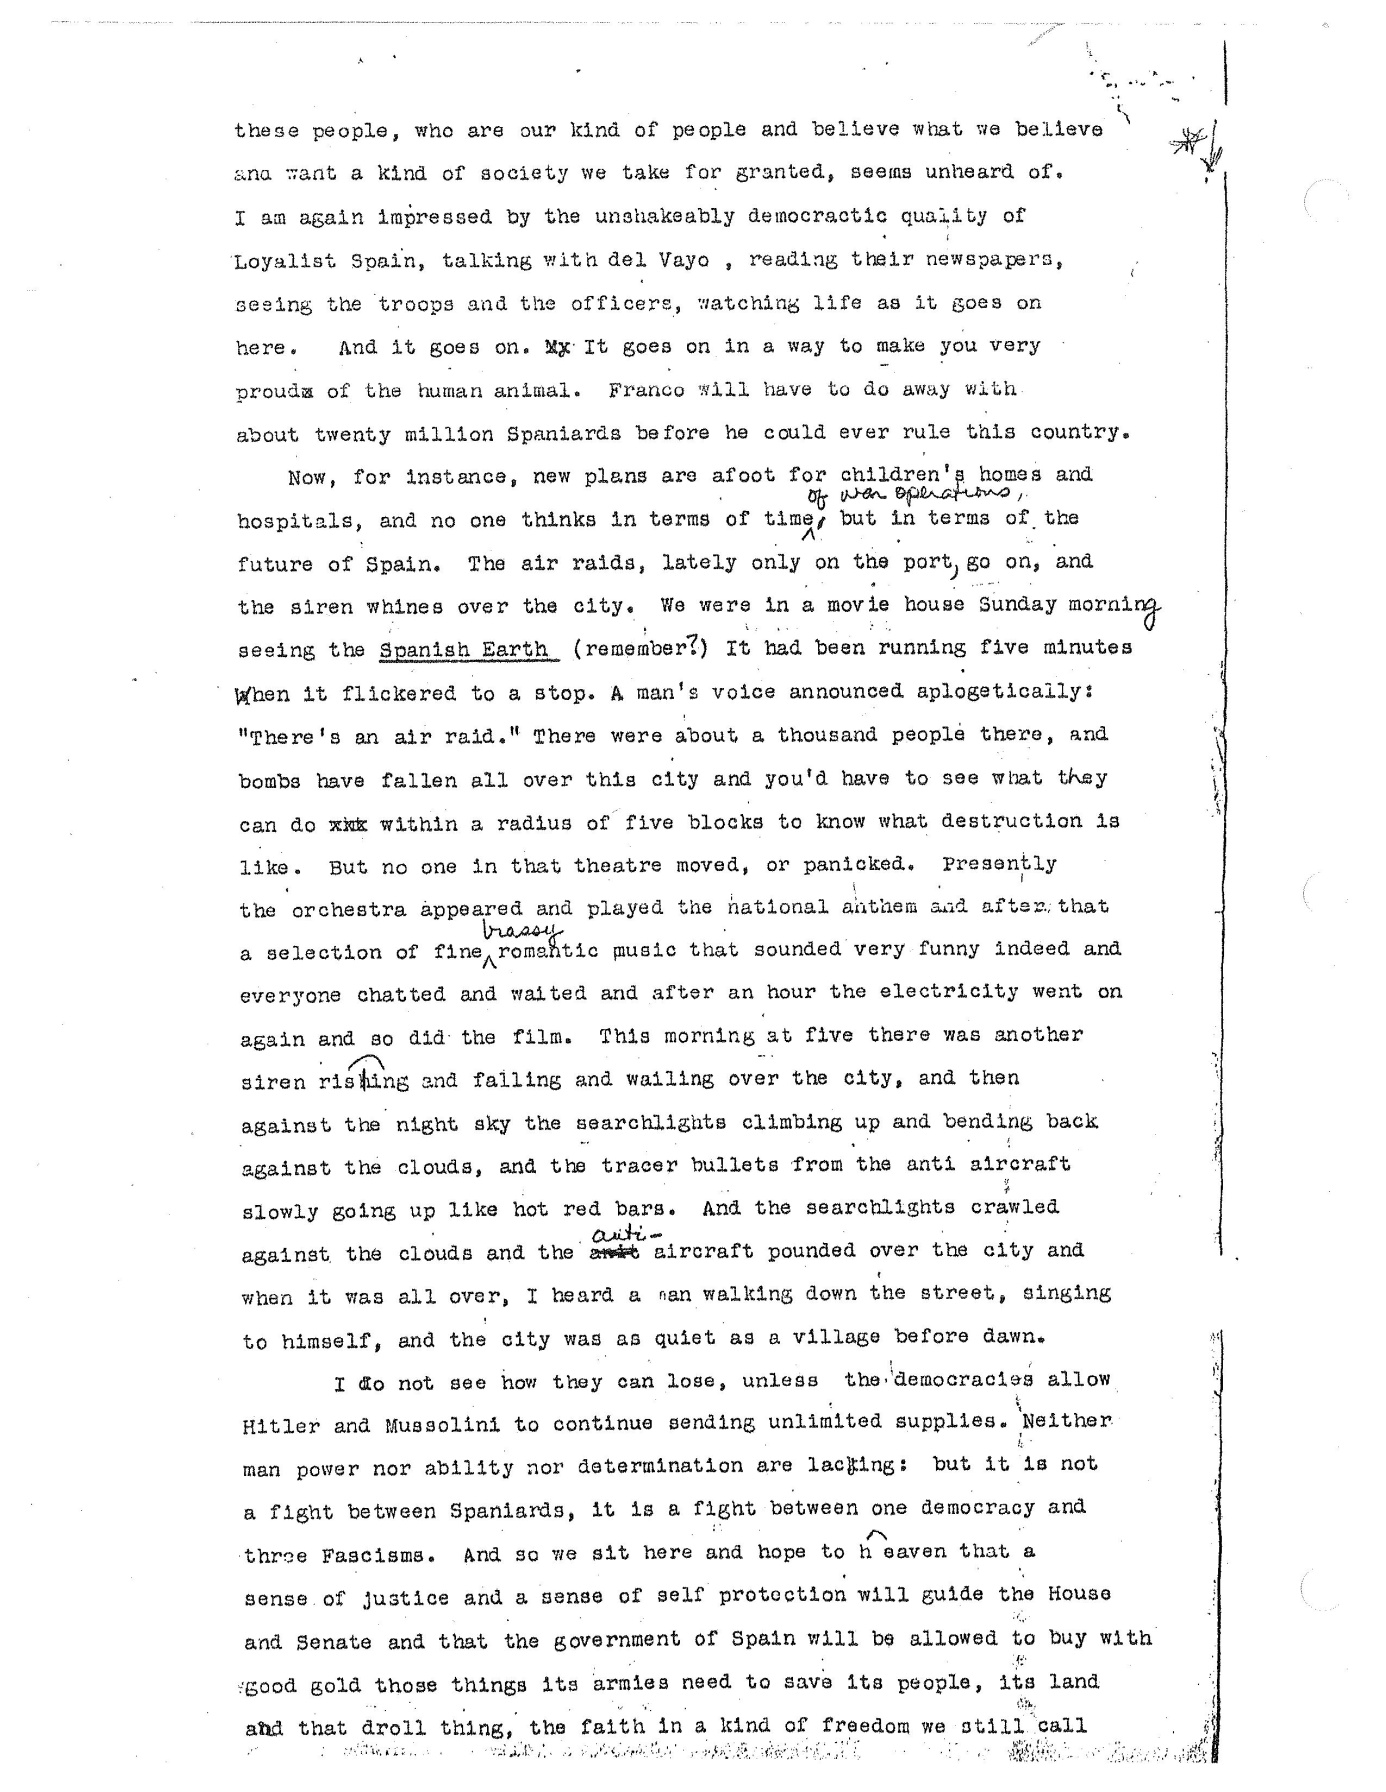 these people, who are our kind of people and believe what we believe
and want a kind of society we take for granted, seems unheard of.
I am again impressed by the unshakeably democractic quality of
Loyalist Spain, talking with del Vayo , reading their newspapers,
seeing the troops and the officers, watching life as it goes on
here. And it goes on. It goes on in a way to make you very
proud of the human animal. Franco will have to do away with
about twenty million Spaniards before he could ever rule this country.
Now, for instance, new plans are afoot for children's homes and
of war operations,
hospitals, and no one thinks in terms of time, but in terms of the
future of Spain. The air raids, lately only on the port, go on, and
the siren whines over the city. We were in a movie house Sunday morning
seeing the Spanish Earth (remember?) It had been running five minutes
When it flickered to a stop. A man's voice announced aplogetically:
"There's an air raid." There were about a thousand people there, and
bombs have fallen all over this city and you'd have to see what they
can do within a radius of five blocks to know what destruction is
like. But no one in that theatre moved, or panicked. Presently
the orchestra appeared and played the national anthem and after that
brassy
a selection of fine romantic music that sounded very funny indeed and
everyone chatted and waited and after an hour the electricity went on
again and so did the film. This morning at five there was another
siren rising and falling and wailing over the city, and then
against the night sky the searchlights climbing up and bending back
against the clouds, and the tracer bullets from the anti aircraft
slowly going up like hot red bars. And the searchlights crawled
anti-
against the clouds and the aircraft pounded over the city and
when it was all over, I heard a man walking down the street, singing
to himself, and the city was as quiet as a village before dawn.
I do not see how they can lose, unless the democracies allow
Hitler and Mussolini to continue sending unlimited supplies. Neither
man power nor ability nor determination are lacking: but it is not
a fight between Spaniards, it is a fight between one democracy and
three Fascisms. And so we sit here and hope to heaven that a
sense of justice and a sense of self protection will guide the House
and Senate and that the government of Spain will be allowed to buy with
good gold those things its armies need to save its people, its land
and that droll thing, the faith in a kind of freedom we still call